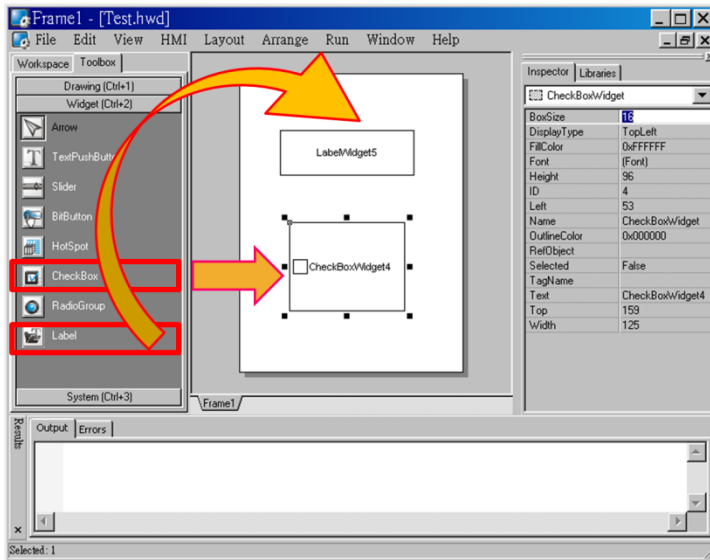 Frame1 - [Test.hwd]
File Edit View HMI Layout Arrange Run Window Help
Workspace Toolbox
Drawing (Ctrl+1)
Widget (Ctrl+2)
Arrow
TextPushButto
Slider
BitButton
HotSpot
CheckBox
RadioGroup
Label
System (Ctrl+3)
LabelWidget5
CheckBoxWidget4
Frame1
Inspector Libraries
CheckBoxWidget
BoxSize 16
DisplayType TopLeft
FillColor 0xFFFFFF
Font (Font)
Height 96
ID 4
Left 53
Name CheckBoxWidget
OutlineColor 0x000000
RefObject
Selected False
TagName
Text CheckBoxWidget4
Top 159
Width 125
Results
Output Errors
Selected: 1